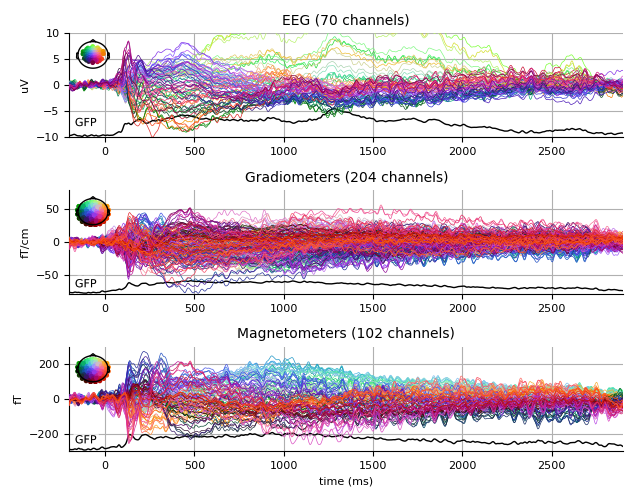 EEG (70 channels)
10
5
0
−5
−10
uV
GFP
0 500 1000 1500 2000 2500
Gradiometers (204 channels)
50
0
−50
fT/cm
GFP
0 500 1000 1500 2000 2500
Magnetometers (102 channels)
200
0
−200
fT
GFP
0 500 1000 1500 2000 2500
time (ms)